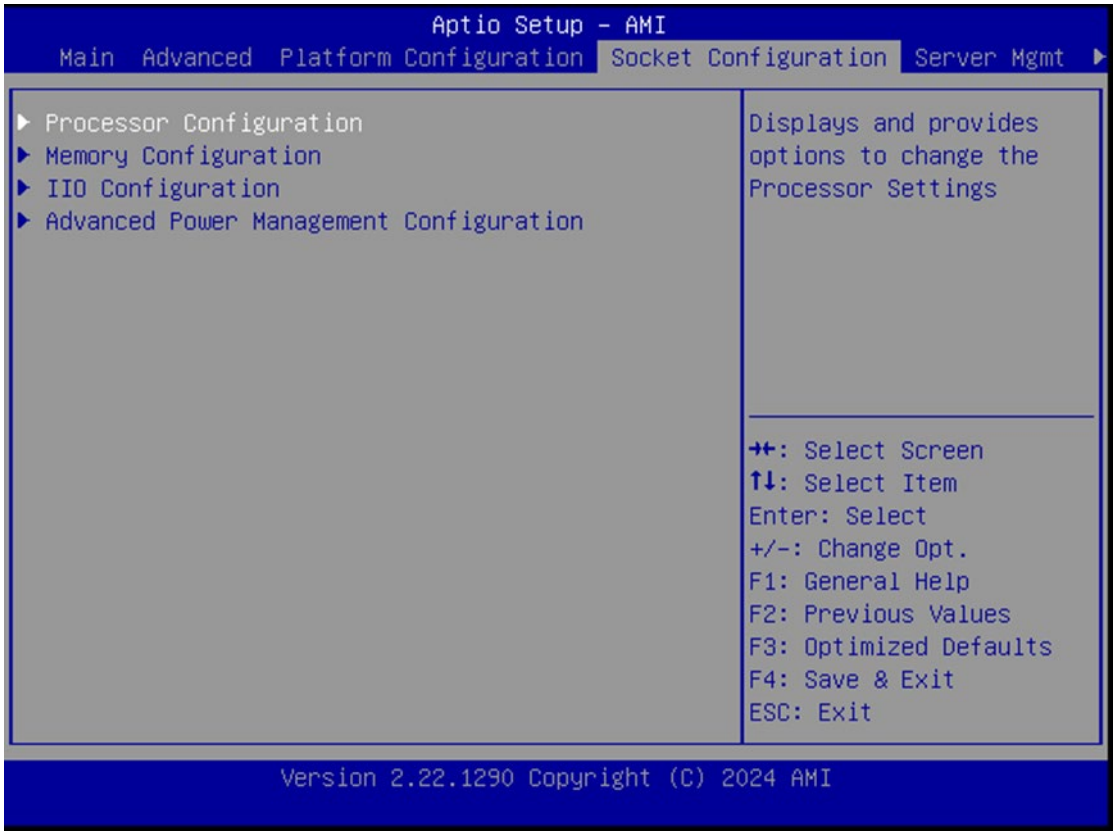 Aptio Setup – AMI
Main Advanced Platform Configuration Socket Configuration Server Mgmt ▶
▶ Processor Configuration
▶ Memory Configuration
▶ IIO Configuration
▶ Advanced Power Management Configuration
Displays and provides
options to change the
Processor Settings
→←: Select Screen
↑↓: Select Item
Enter: Select
+/-: Change Opt.
F1: General Help
F2: Previous Values
F3: Optimized Defaults
F4: Save & Exit
ESC: Exit
Version 2.22.1290 Copyright (C) 2024 AMI